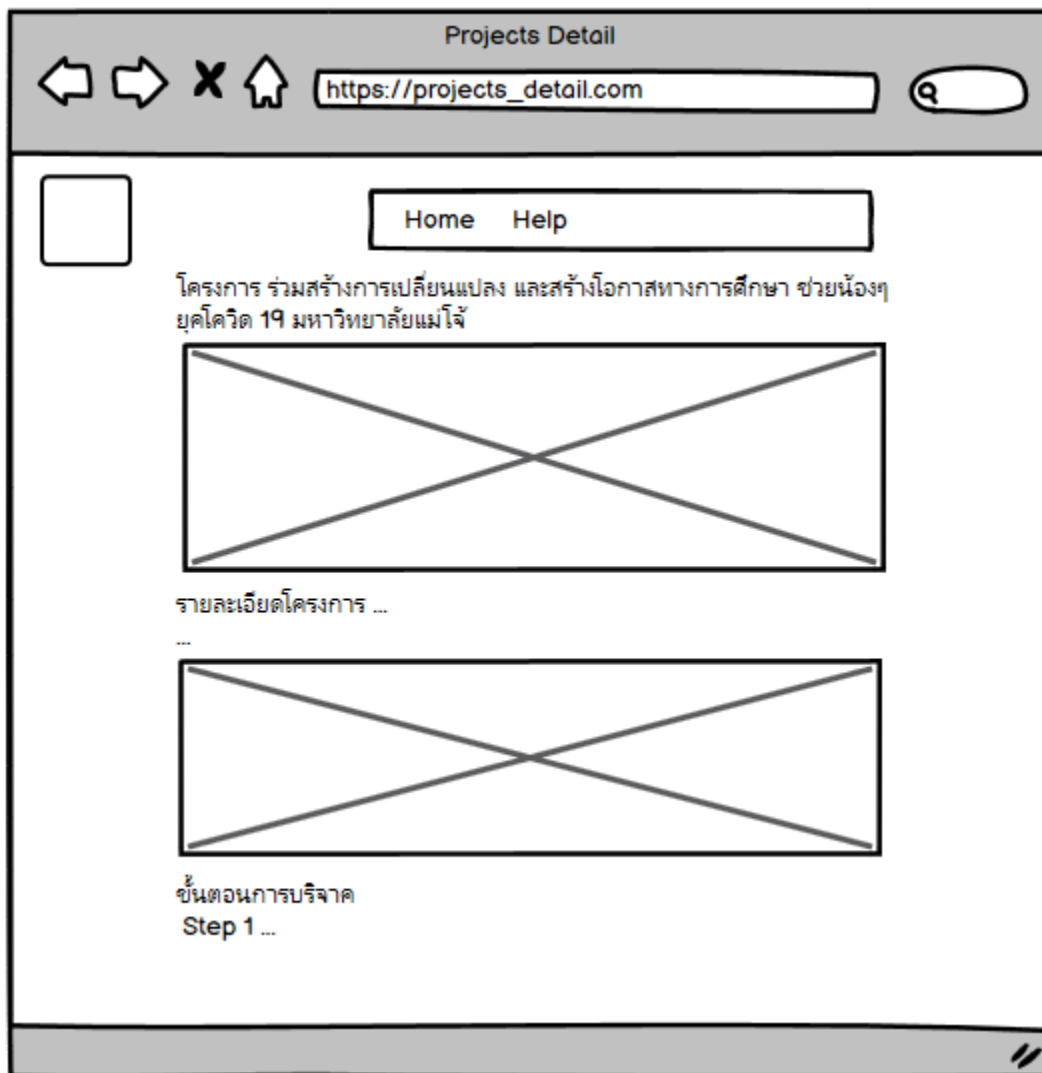 Projects Detail
https://projects_detail.com
Home Help
โครงการ ร่วมสร้างการเปลี่ยนแปลง และสร้างโอกาสทางการศึกษา ช่วยน้องๆ
ยุคโควิด 19 มหาวิทยาลัยแม่โจ้
รายละเอียดโครงการ ...
...
ขั้นตอนการบริจาค
Step 1 ...